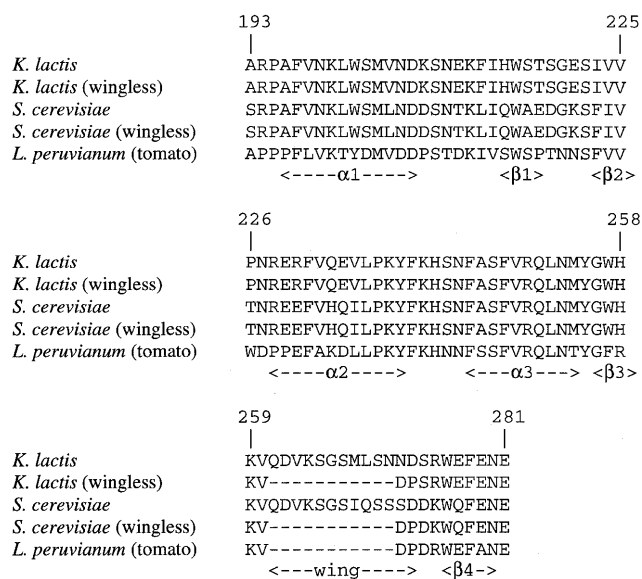 193 225
| |
K. lactis ARPAFVNKLWSMVNDKSNEKFIHWSTSGESIVV
K. lactis (wingless) ARPAFVNKLWSMVNDKSNEKFIHWSTSGESIVV
S. cerevisiae SRPAFVNKLWSMLNDDSNTKLIQWAEDGKSFIV
S. cerevisiae (wingless) SRPAFVNKLWSMLNDDSNTKLIQWAEDGKSFIV
L. peruvianum (tomato) APPPFLVKTYDMVDDPSTDKIVSWSPTNNSFVV
<----α1----> <β1> <β2>
226 258
| |
K. lactis PNRERFVQEVLPKYFKHSNFASFVRQLNMYGWH
K. lactis (wingless) PNRERFVQEVLPKYFKHSNFASFVRQLNMYGWH
S. cerevisiae TNREEFVHQILPKYFKHSNFASFVRQLNMYGWH
S. cerevisiae (wingless) TNREEFVHQILPKYFKHSNFASFVRQLNMYGWH
L. peruvianum (tomato) WDPPEFAKDLLPKYFKHNNFSSFVRQLNTYGFR
<----α2----> <---α3---> <β3>
259 281
| |
K. lactis KVQDVKSGSMLSNNDSRWEFENE
K. lactis (wingless) KV-----------DPSRWEFENE
S. cerevisiae KVQDVKSGSIQSSSDDKWQFENE
S. cerevisiae (wingless) KV-----------DPDKWQFENE
L. peruvianum (tomato) KV-----------DPDRWEFANE
<---wing----> <-β4->